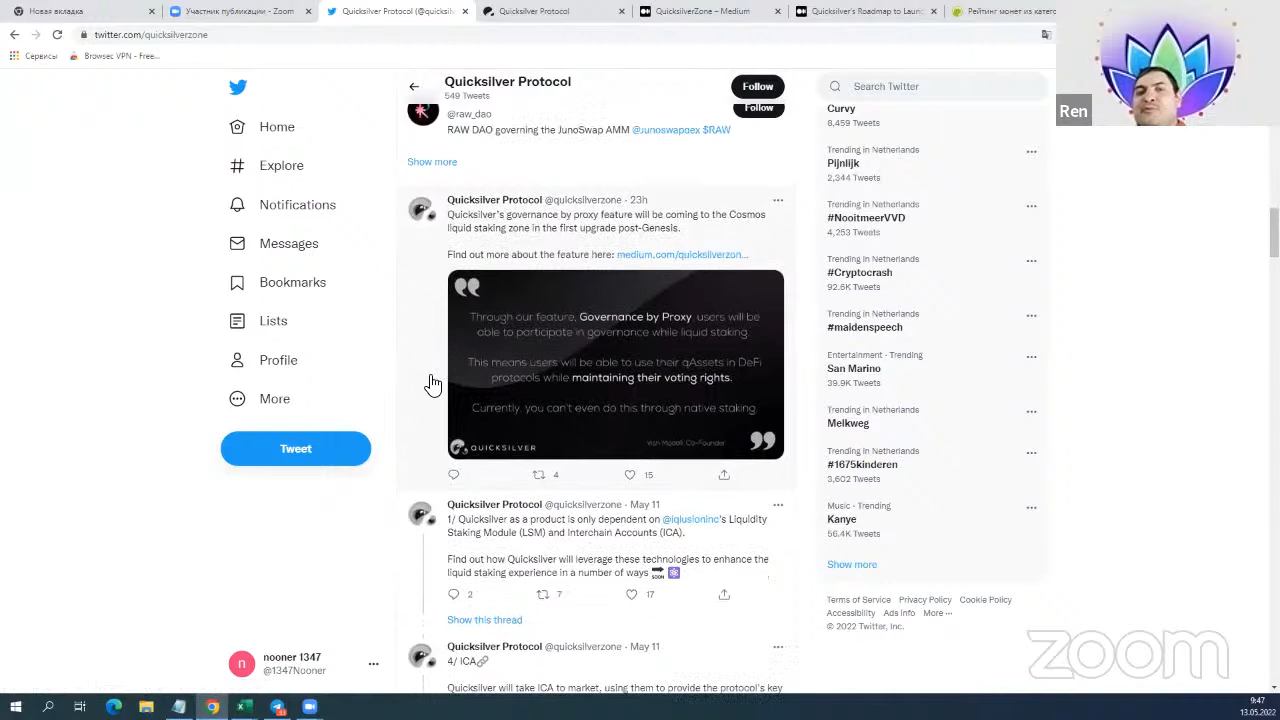 Новая вкладка
Участник публикации - Zoom
Quicksilver Protocol (@quicksilv
Quicksilver Protocol
QuicksilverZone – Medium
Quicksilver's Roadmap to Launc
Рейтинг монет из катего
twitter.com/quicksilverzone
Сервисы
Browsec VPN - Free...
Quicksilver Protocol
549 Tweets
Follow
Follow
@raw_dao
RAW DAO governing the JunoSwap AMM @JunoswapDEX $RAW
Show more
Home
Explore
Notifications
Messages
Bookmarks
Lists
Profile
More
Tweet
nooner 1347
@1347Nooner
n
Quicksilver Protocol @quicksilverzone · 23h
Quicksilver's governance by proxy feature will be coming to the Cosmos
liquid staking zone in the first upgrade post-Genesis.
Find out more about the feature here: medium.com/quicksilverzon...
Through our feature, Governance by Proxy, users will be
able to participate in governance while liquid staking.
This means users will be able to use their qAssets in DeFi
protocols while maintaining their voting rights.
Currently, you can't even do this through native staking.
QUICKSILVER
Co-Founder
4
15
Quicksilver Protocol @quicksilverzone · May 11
1/ Quicksilver as a product is only dependent on @iqlusioninc's Liquidity
Staking Module (LSM) and Interchain Accounts (ICA).
Find out how Quicksilver will leverage these technologies to enhance the
liquid staking experience in a number of ways
SOON
2
7
17
Show this thread
Quicksilver Protocol @quicksilverzone · May 11
4/ ICA
Quicksilver will take ICA to market, using them to provide the protocol's key
Search Twitter
Curvy
8,459 Tweets
Trending in Netherlands
Pijnlijk
2,344 Tweets
Trending in Netherlands
#NooitmeerVVD
4,253 Tweets
Trending in Netherlands
#Cryptocrash
92.6K Tweets
Trending in Netherlands
#maidenspeech
Entertainment · Trending
San Marino
39.9K Tweets
Trending in Netherlands
Melkweg
Trending in Netherlands
#1675kinderen
3,602 Tweets
Music · Trending
Kanye
56.4K Tweets
Show more
Terms of Service Privacy Policy Cookie Policy
Accessibility Ads info More ···
© 2022 Twitter, Inc.
Ren
zoom
9:47
13.05.2022